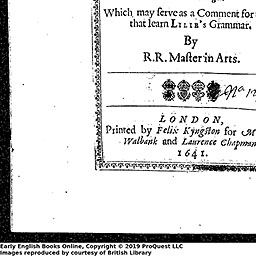 Which may serve as a Comment for
that learn LILIE's Grammar.
By
R.R. Master in Arts.
LONDON,
Printed by Felix Kyngston for M
Walbank and Laurence Chapman
1641.
Early English Books Online, Copyright © 2019 ProQuest LLC
Images reproduced by courtesy of British Library